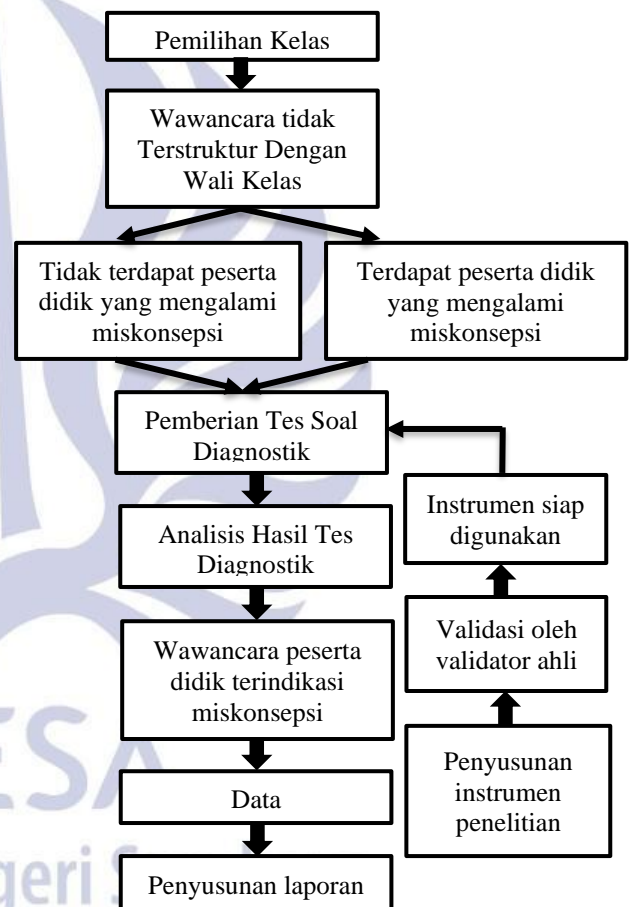 Pemilihan Kelas
Wawancara tidak
Terstruktur Dengan
Wali Kelas
Tidak terdapat peserta
didik yang mengalami
miskonsepsi
Terdapat peserta didik
yang mengalami
miskonsepsi
Pemberian Tes Soal
Diagnostik
Instrumen siap
digunakan
Analisis Hasil Tes
Diagnostik
Validasi oleh
validator ahli
Wawancara peserta
didik terindikasi
miskonsepsi
Penyusunan
instrumen
penelitian
Data
Penyusunan laporan
ESA
geri S